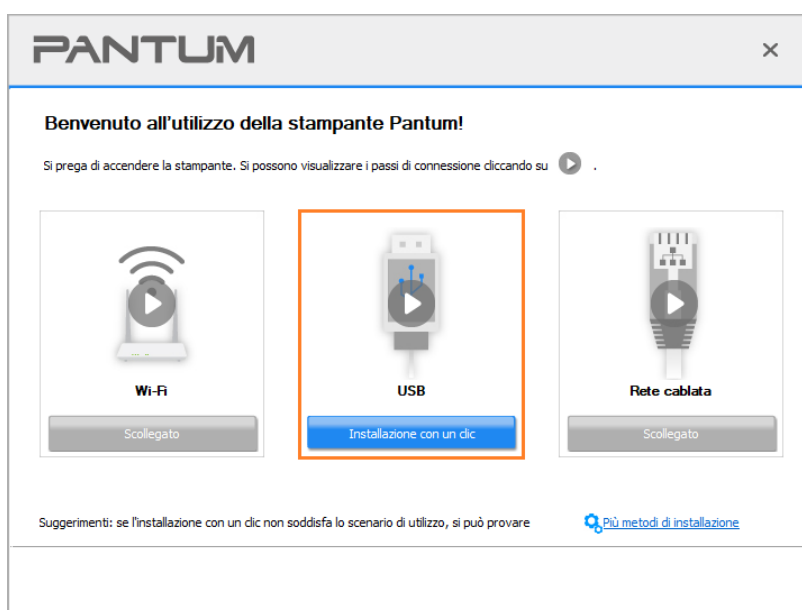 PANTUM
Benvenuto all'utilizzo della stampante Pantum!
Si prega di accendere la stampante. Si possono visualizzare i passi di connessione cliccando su .
Wi-Fi
USB
Rete cablata
Scollegato
Installazione con un clic
Scollegato
Suggerimenti: se l'installazione con un clic non soddisfa lo scenario di utilizzo, si può provare
Più metodi di installazione